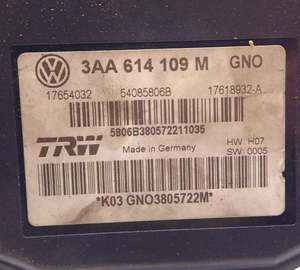 3AA 614 109 M GNO
17654032 54085806B 17618932-A
5806B380572211035
TRW Made in Germany HW: H07
SW: 0005
*K03 GNO3805722M*